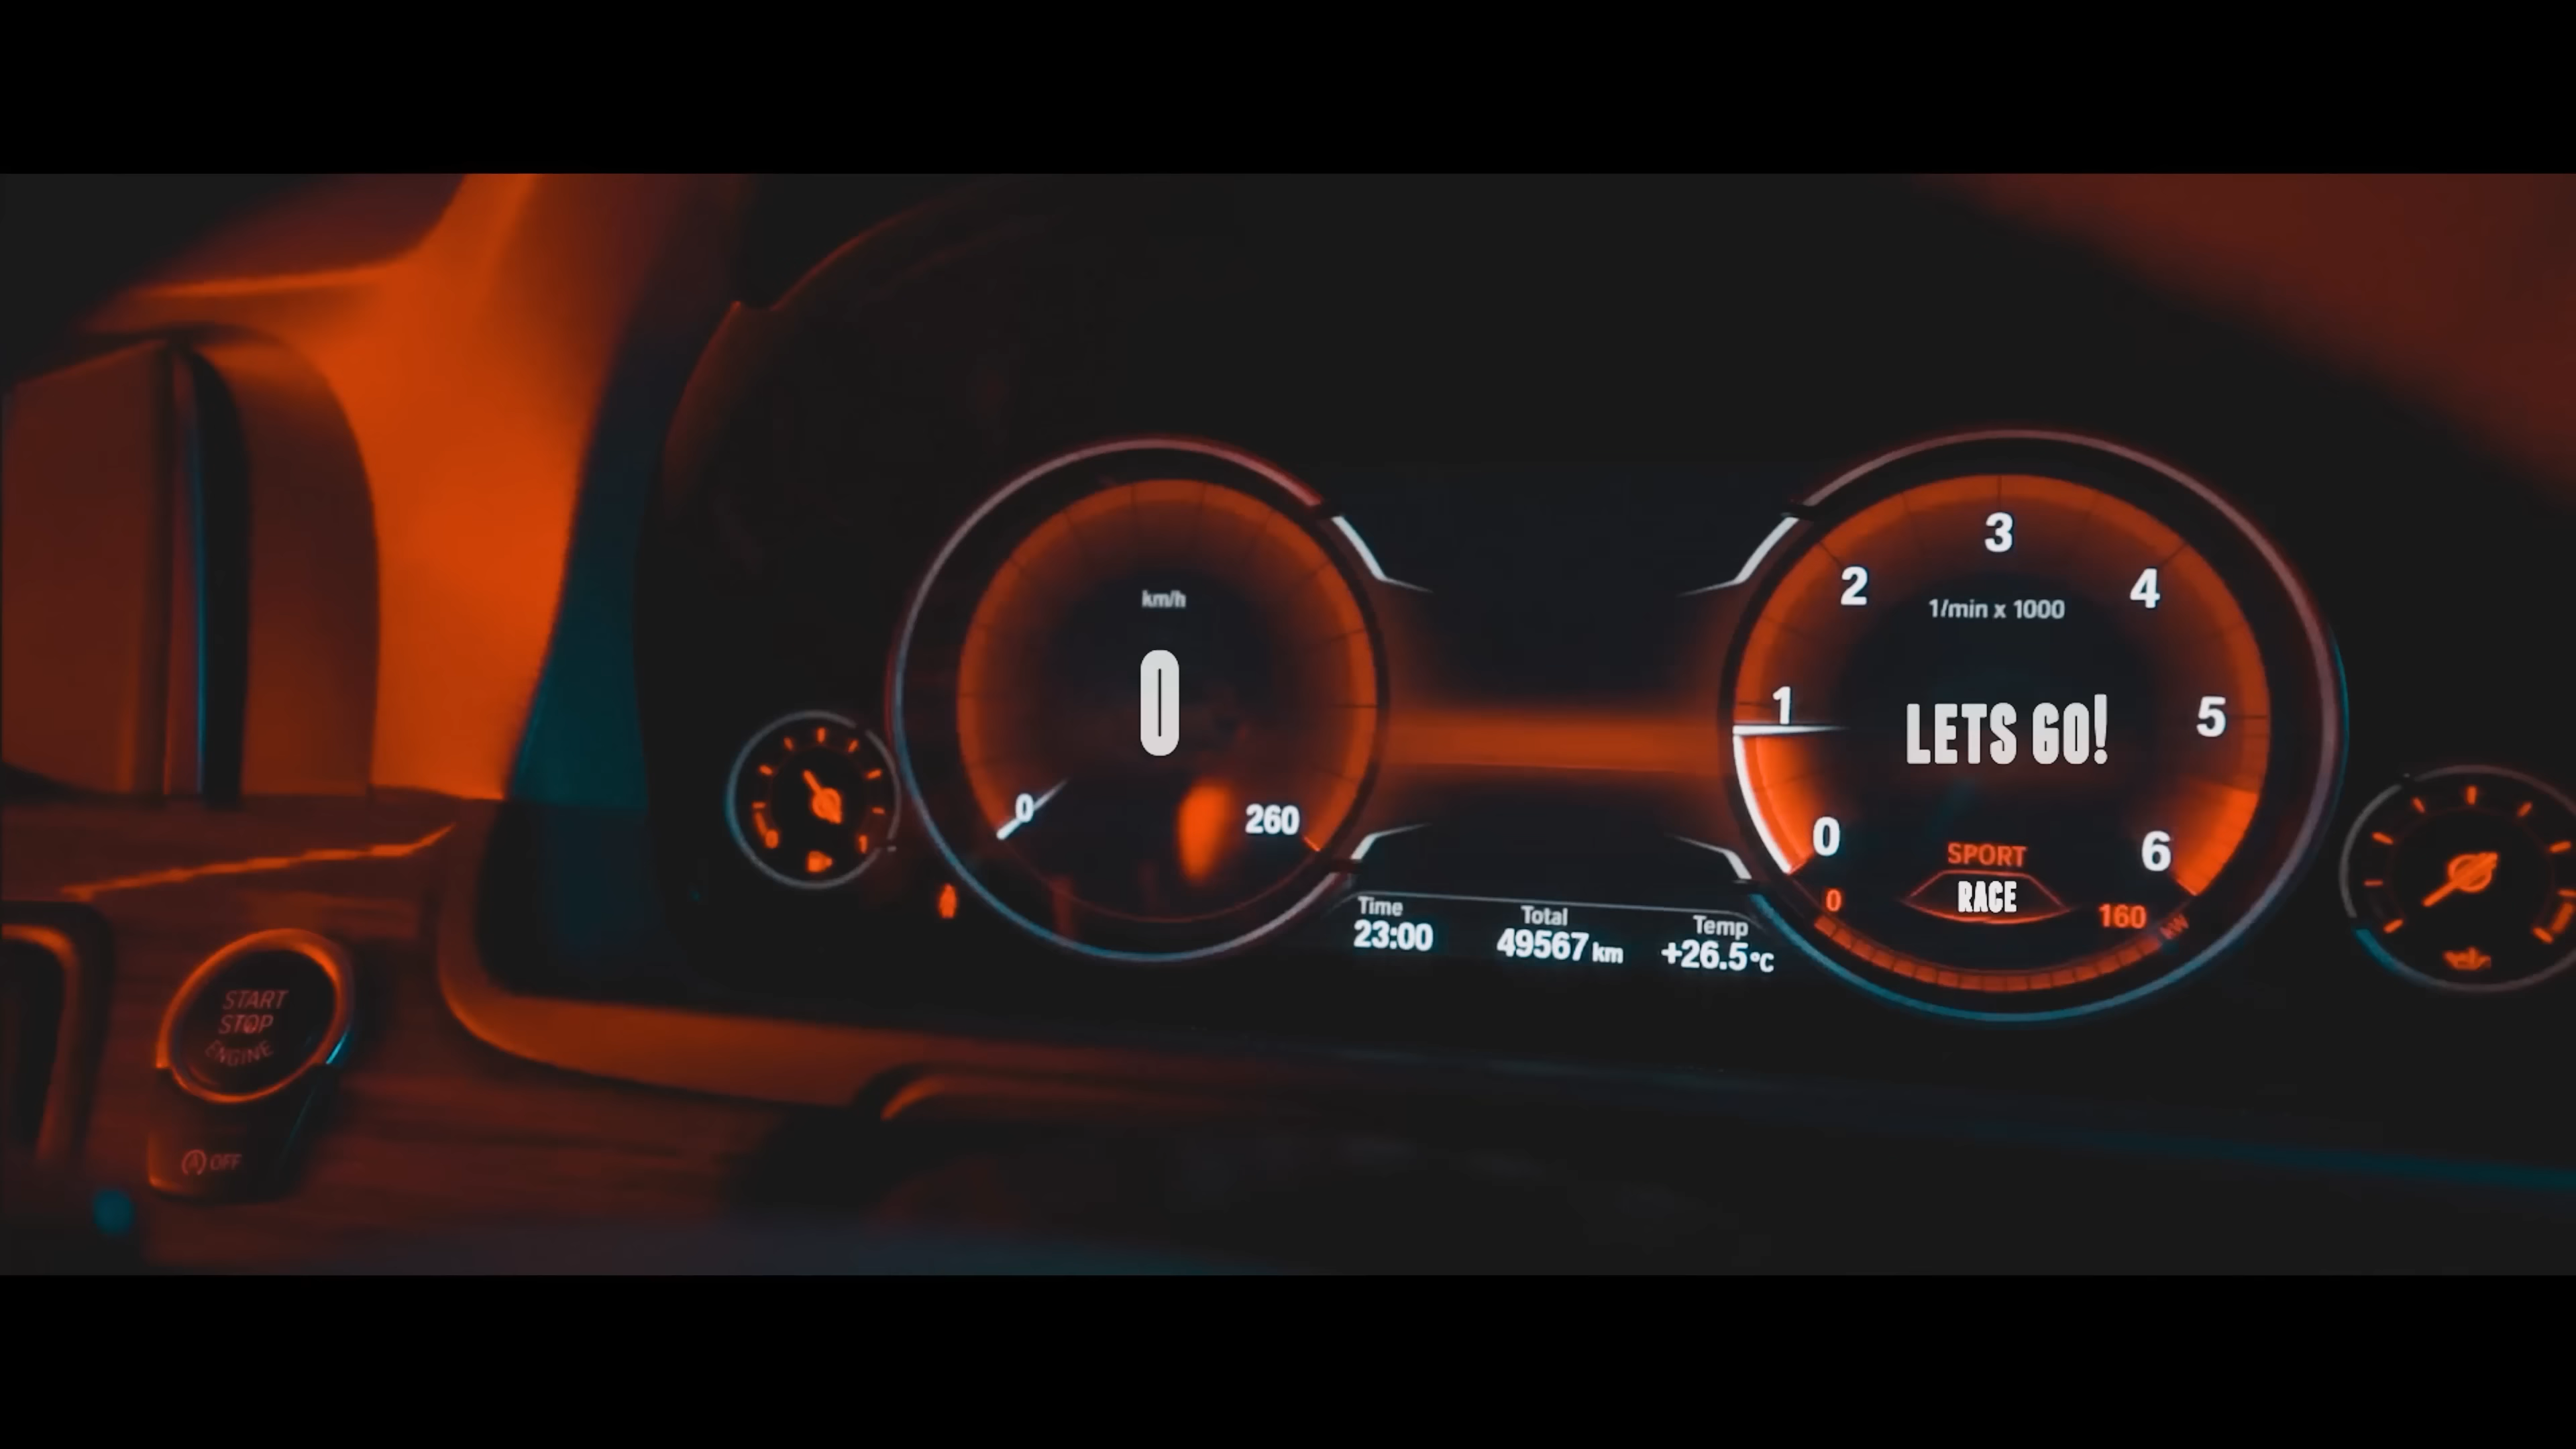 km/h
0
0
260
3
2
4
1/min x 1000
1
5
LETS GO!
0
6
SPORT
RACE
0
160
kW
Time
Total
Temp
23:00
49567 km
+26.5°C
START
STOP
ENGINE
A OFF